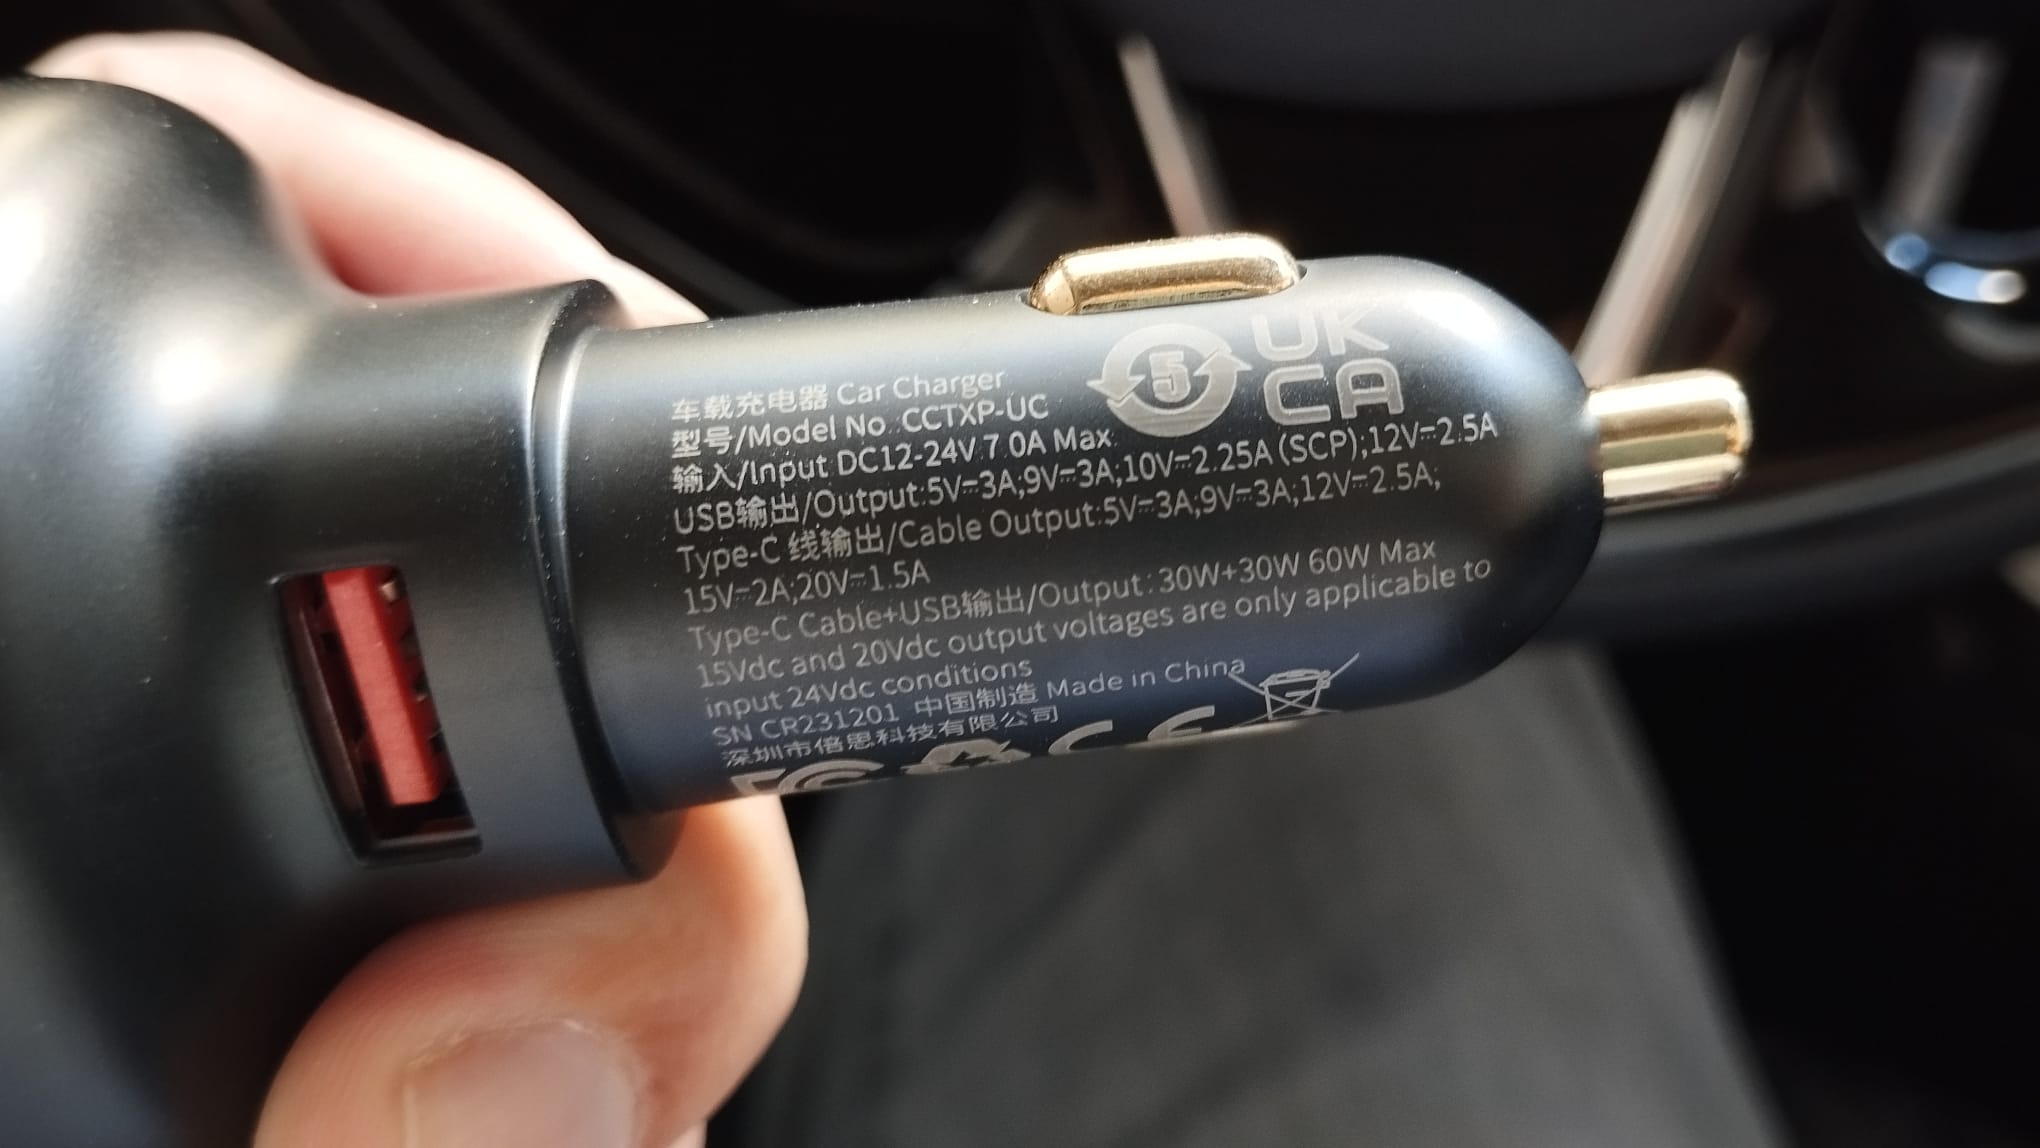 车载充电器 Car Charger
型号/Model No.:CCTXP-UC
输入/Input:DC12-24V 7.0A Max.
USB输出/Output:5V⎓3A;9V⎓3A;10V⎓2.25A (SCP);12V⎓2.5A
Type-C 线输出/Cable Output:5V⎓3A;9V⎓3A;12V⎓2.5A;
15V⎓2A;20V⎓1.5A
Type-C Cable+USB输出/Output: 30W+30W 60W Max
15Vdc and 20Vdc output voltages are only applicable to
input 24Vdc conditions
SN CR231201 中国制造 Made in China
深圳市倍思科技有限公司
5
UK
CA
FC
CE